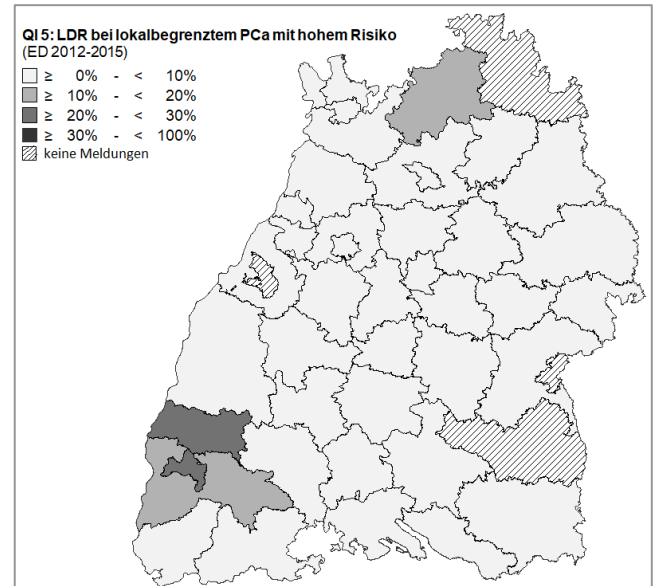 QI 5: LDR bei lokalbegrenztem PCa mit hohem Risiko
(ED 2012-2015)
≥ 0% - < 10%
≥ 10% - < 20%
≥ 20% - < 30%
≥ 30% - < 100%
keine Meldungen